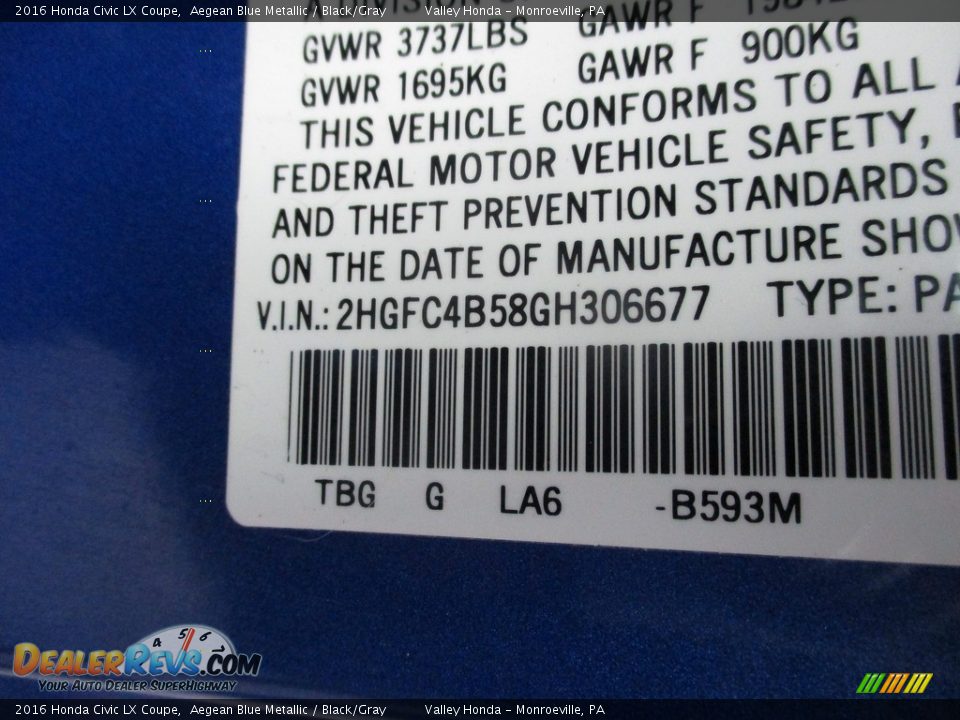 2016 Honda Civic LX Coupe, Aegean Blue Metallic / Black/Gray Valley Honda - Monroeville, PA
GVWR 3737LBS GAWR F
GVWR 1695KG GAWR F 900KG
THIS VEHICLE CONFORMS TO ALL
FEDERAL MOTOR VEHICLE SAFETY,
AND THEFT PREVENTION STANDARDS
ON THE DATE OF MANUFACTURE SHO
V.I.N.: 2HGFC4B58GH306677 TYPE: PA
TBG G LA6 -B593M
4 5 6
DEALERREVS.COM
YOUR AUTO DEALER SUPERHIGHWAY
2016 Honda Civic LX Coupe, Aegean Blue Metallic / Black/Gray Valley Honda - Monroeville, PA